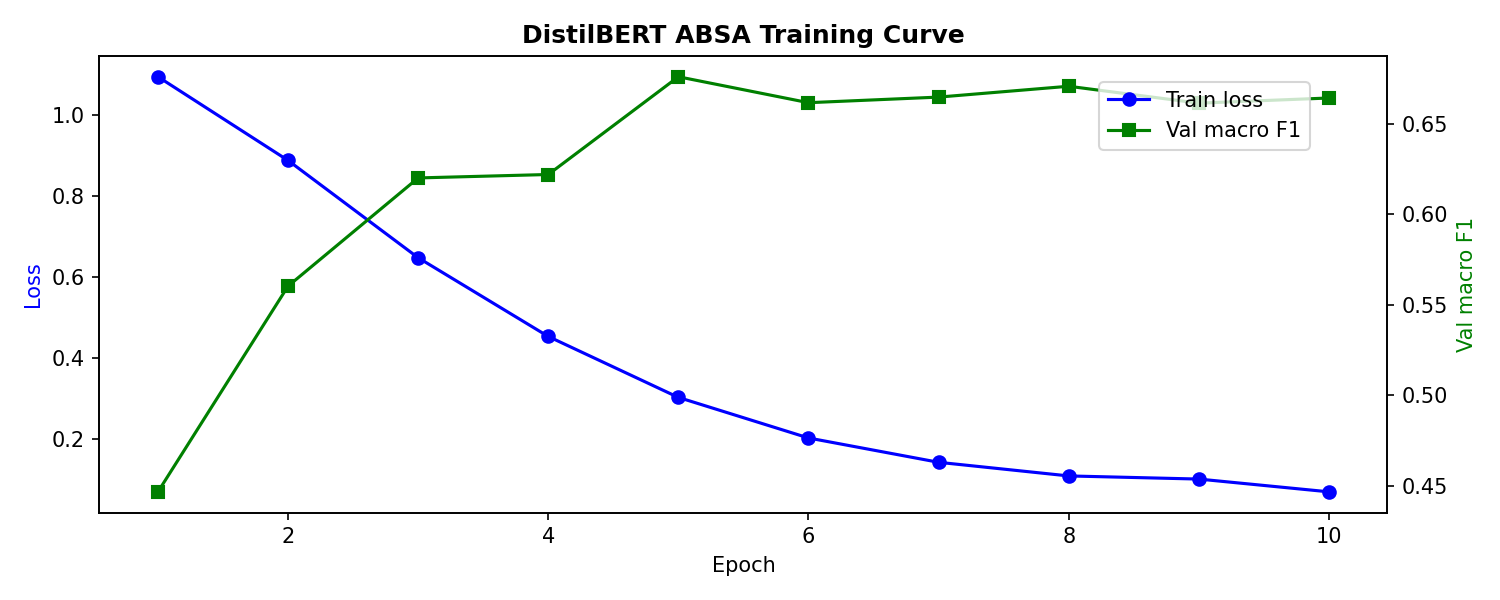 DistilBERT ABSA Training Curve
1.0
0.8
0.6
0.4
0.2
Loss
Train loss
Val macro F1
0.65
0.60
0.55
0.50
0.45
Val macro F1
2 4 6 8 10
Epoch